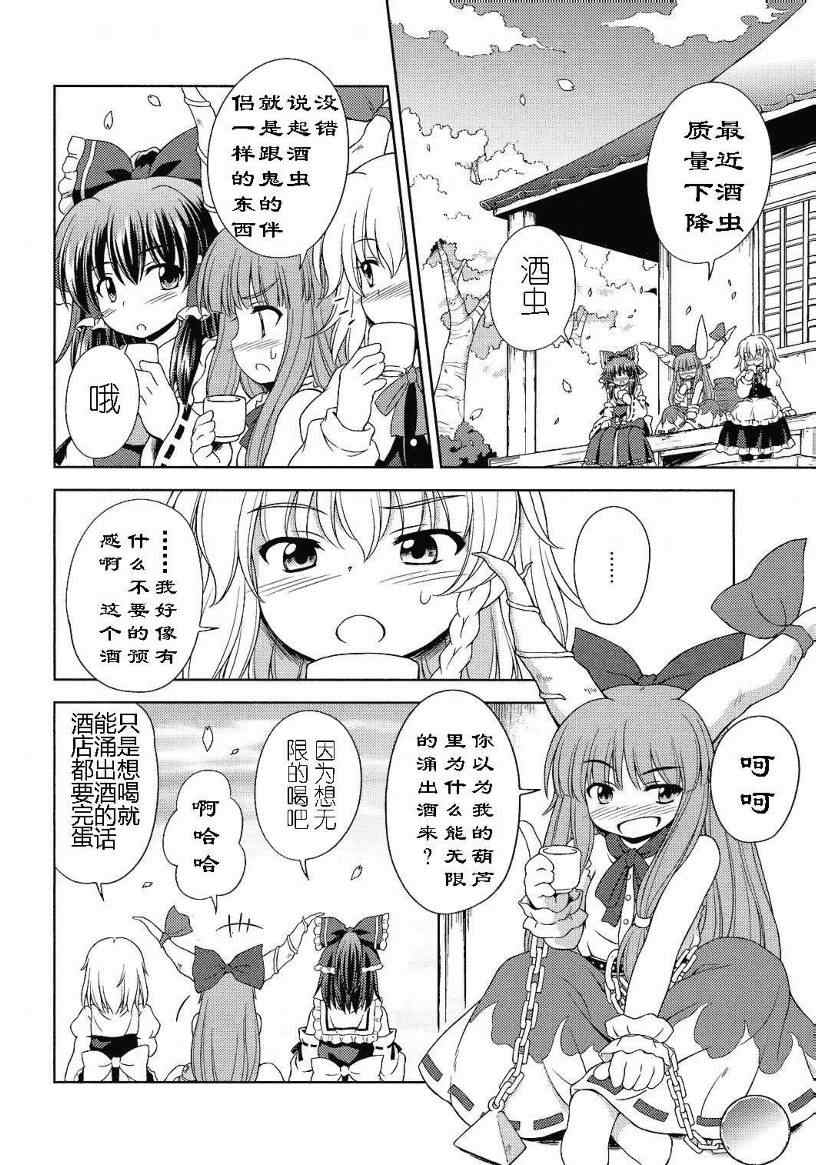 最近酒虫
质量下降
酒虫
没错
说起酒虫
就是跟鬼的伴
侣一样的东西
哦
……
……我好像有
什么不要的预
感啊 这个酒
呵呵
你以为我的葫芦
里为什么能无限
的涌出酒来？
因为想无
限的喝吧
啊哈哈
只是想喝就
能涌出酒的话
酒店都要完蛋